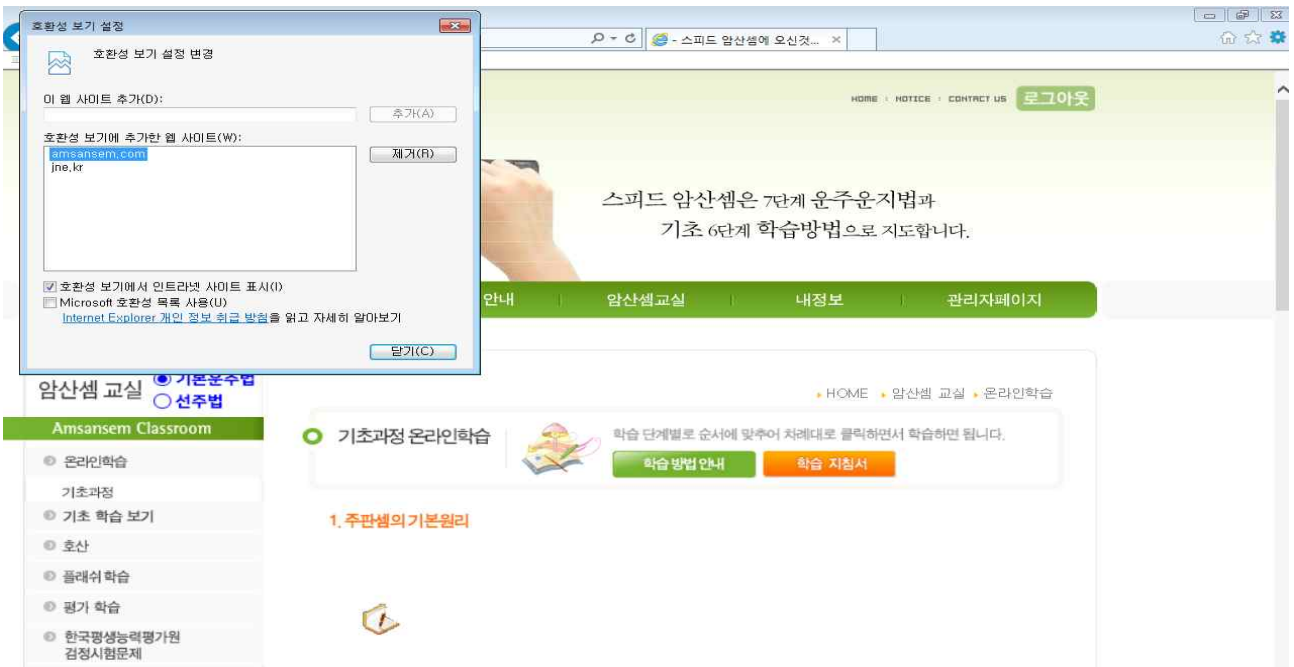 호환성 보기 설정
호환성 보기 설정 변경
이 웹 사이트 추가(D):
추가(A)
호환성 보기에 추가한 웹 사이트(W):
amsansem.com
jne.kr
제거(R)
호환성 보기에서 인트라넷 사이트 표시(I)
Microsoft 호환성 목록 사용(U)
Internet Explorer 개인 정보 취급 방침을 읽고 자세히 알아보기
닫기(C)
- 스피드 암산셈에 오신것...
HOME NOTICE CONTACT US 로그아웃
스피드 암산셈은 7단계 운주운지법과
기초 6단계 학습방법으로 지도합니다.
안내 암산셈교실 내정보 관리자페이지
암산셈 교실
기본운주법
선주법
HOME 암산셈 교실 온라인학습
Amsansem Classroom
온라인학습
기초과정
기초 학습 보기
호산
플래쉬 학습
평가 학습
한국평생능력평가원
검정시험문제
기초과정 온라인학습
학습 단계별로 순서에 맞추어 차례대로 클릭하면서 학습하면 됩니다.
학습 방법 안내 학습 지침서
1. 주판셈의 기본원리